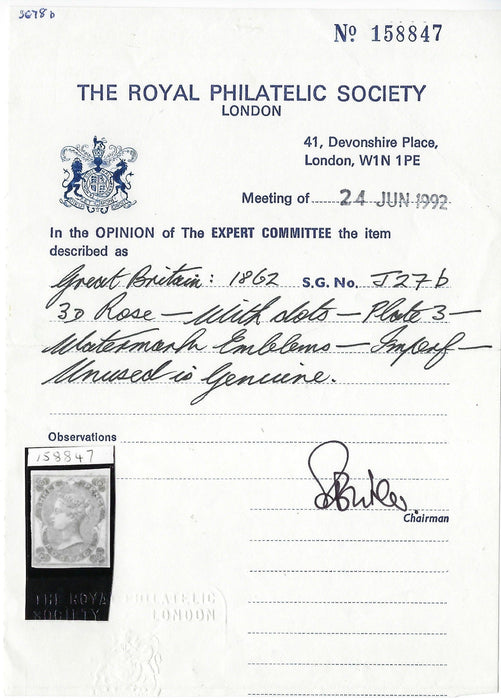 3678b
No 158847
THE ROYAL PHILATELIC SOCIETY
LONDON
41, Devonshire Place,
London, W1N 1PE
Meeting of 24 JUN 1992
In the OPINION of The EXPERT COMMITTEE the item
described as
Great Britain: 1862 S.G. No. J27b
3D Rose — With dots — Plate 3 —
Watermark Emblems — Imperf —
Unused is Genuine.
Observations
158847
Chairman
THE ROYAL PHILATELIC
SOCIETY LONDON